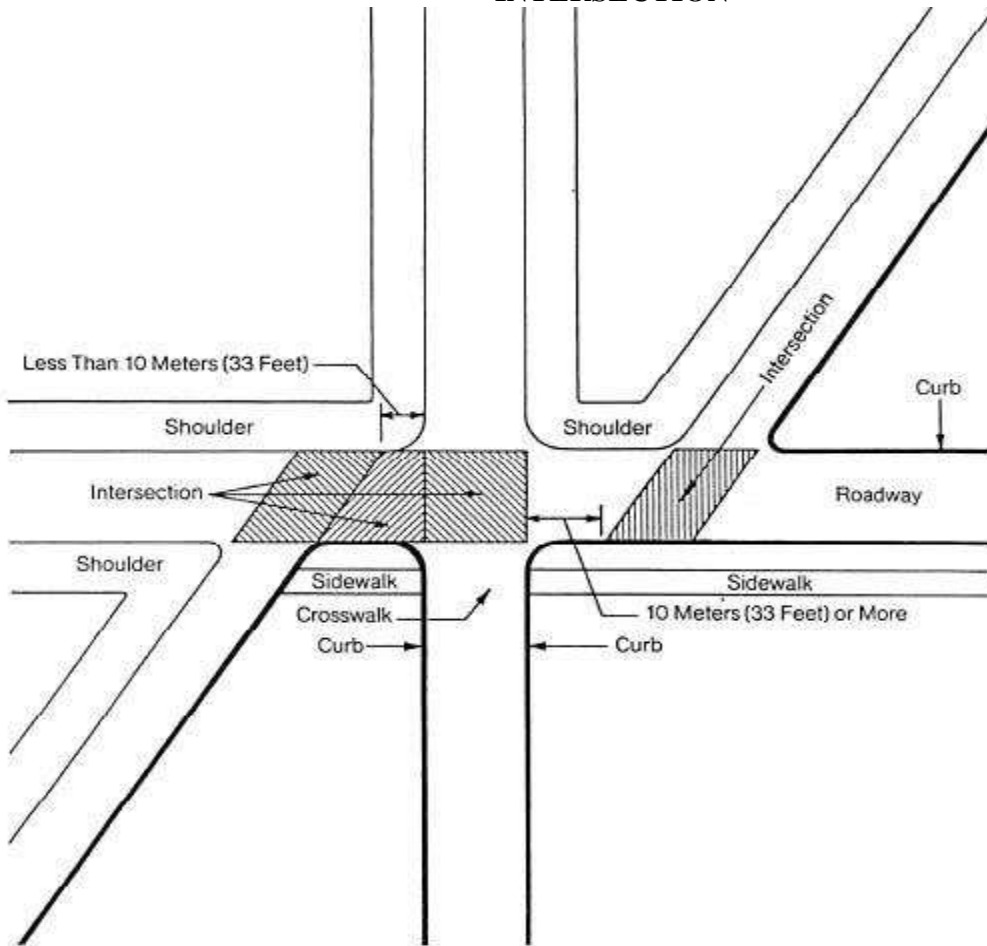 INTERSECTION
Intersection
Less Than 10 Meters (33 Feet)
Curb
Shoulder
Shoulder
Intersection
Roadway
Shoulder
Sidewalk
Sidewalk
Crosswalk
10 Meters (33 Feet) or More
Curb
Curb